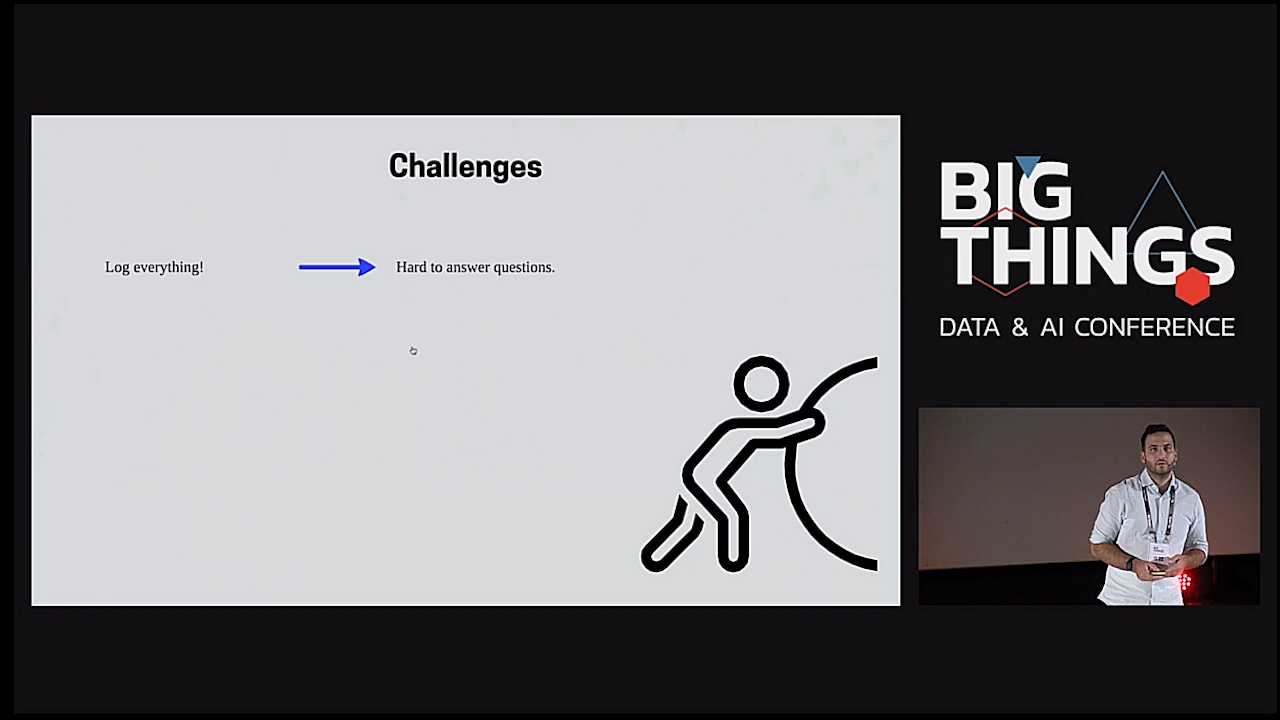 Challenges
Log everything!
Hard to answer questions.
BIG
THINGS
DATA & AI CONFERENCE